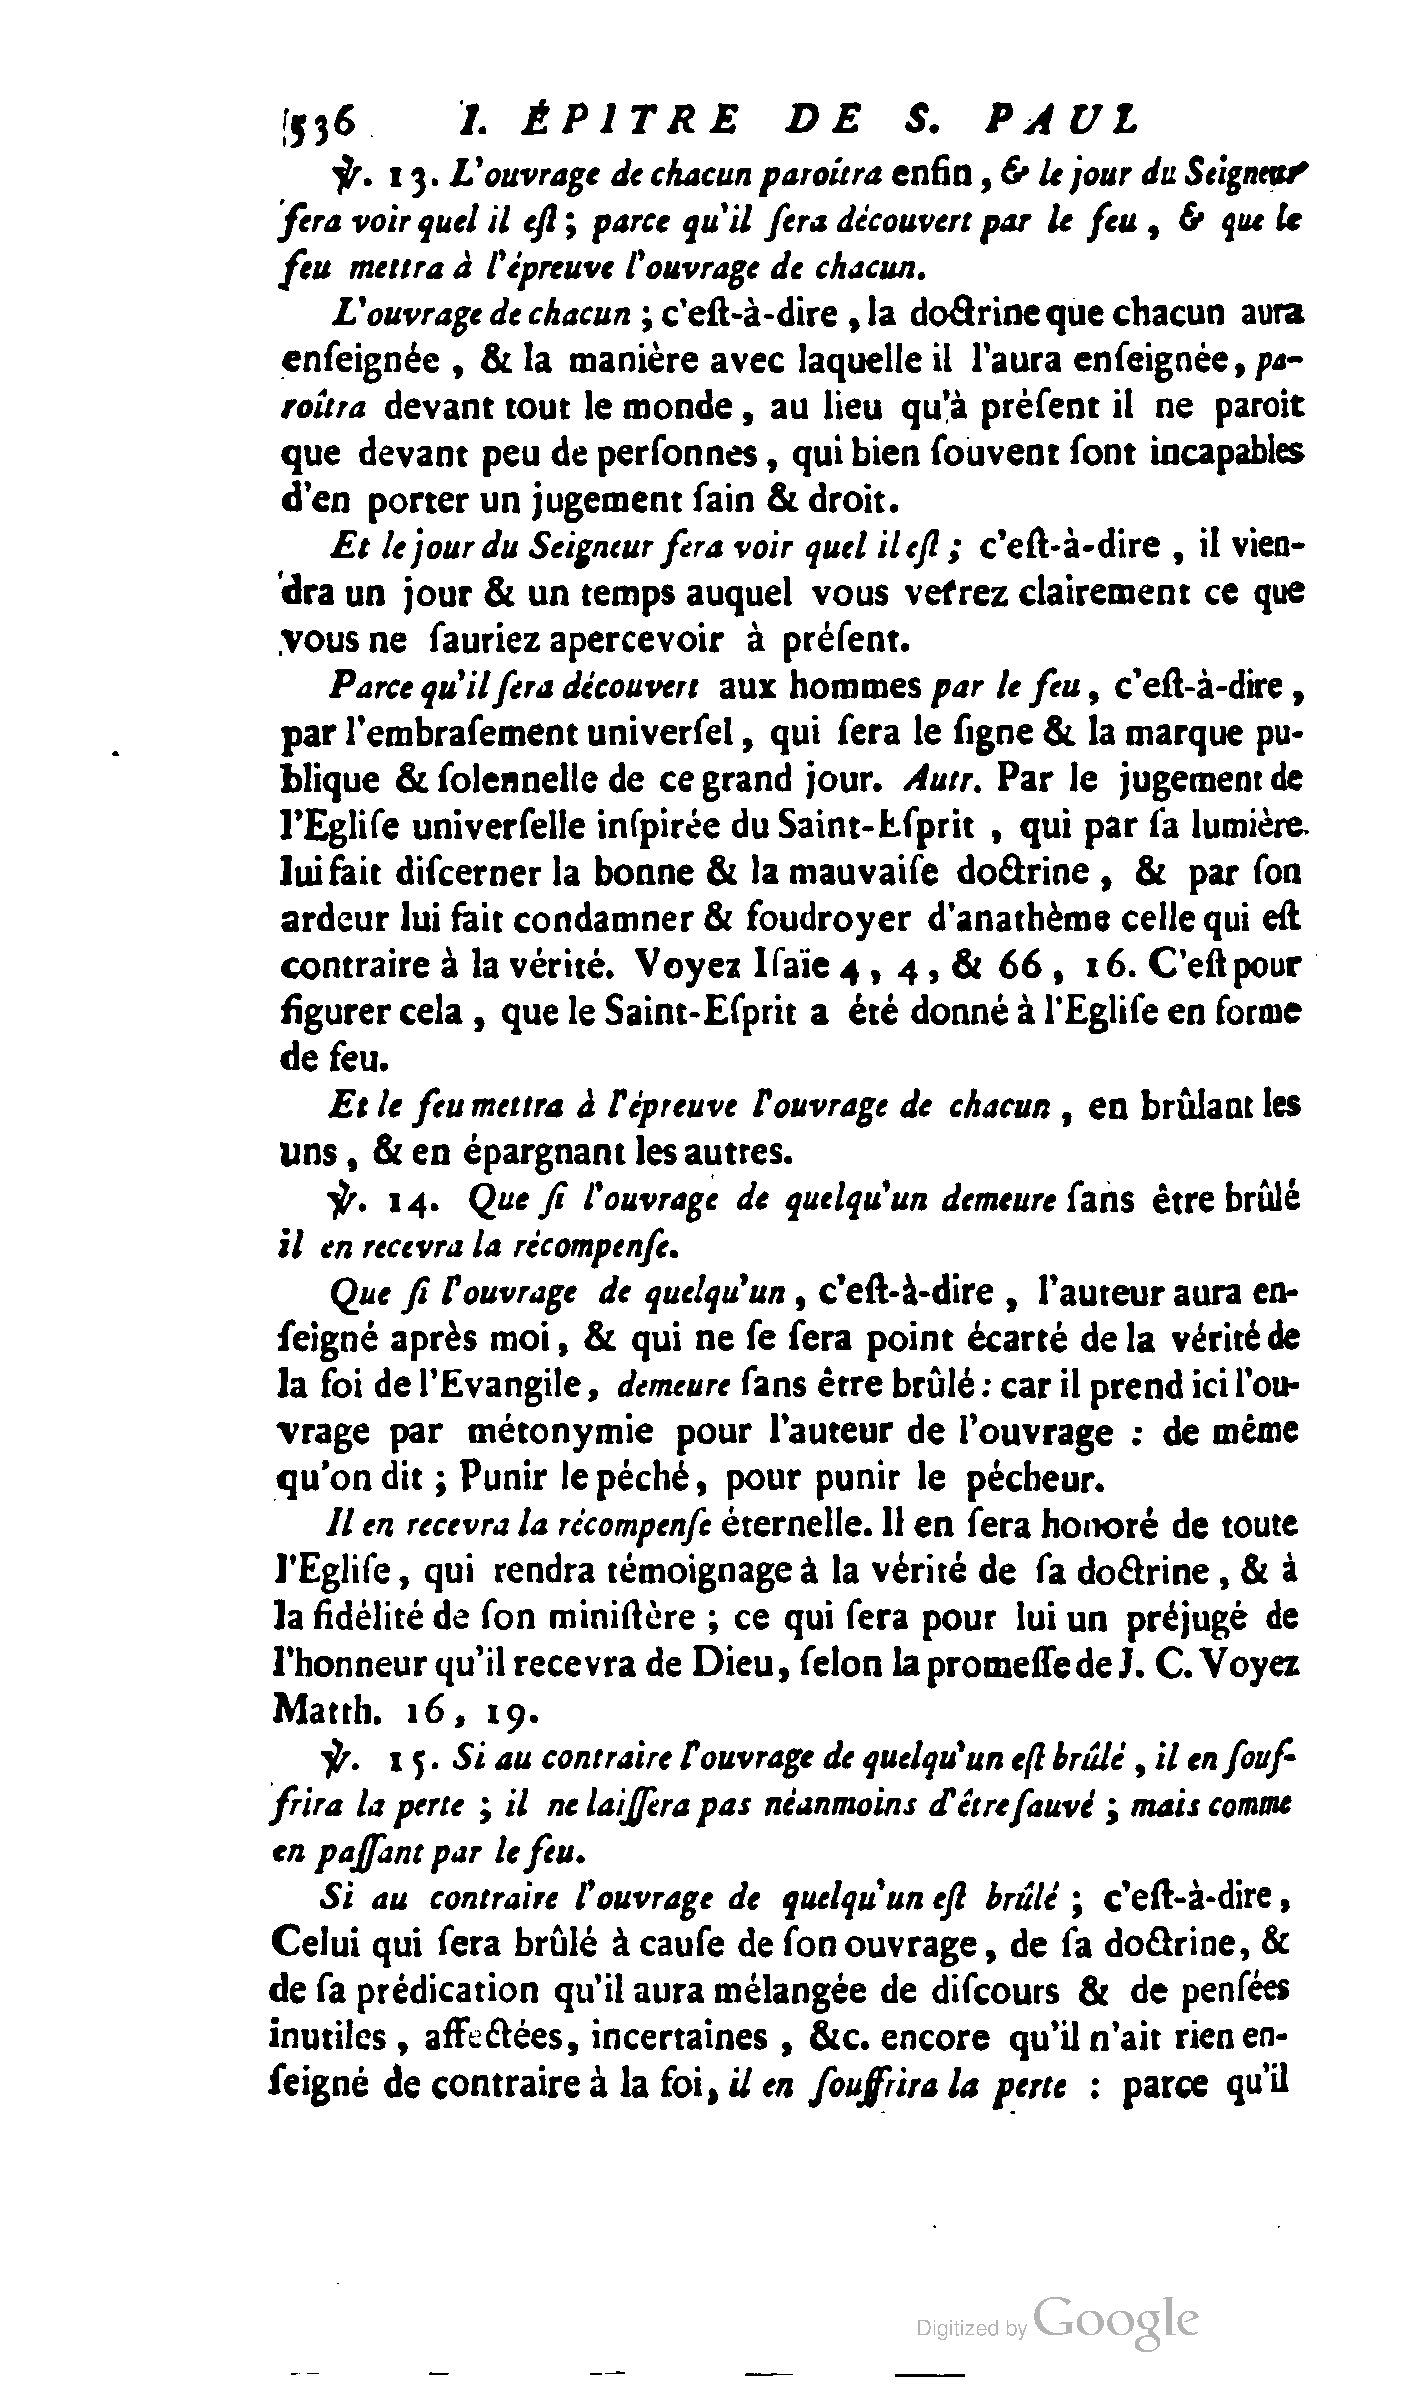 536 I. ÉPITRE DE S. PAUL
℣. 13. L'ouvrage de chacun paroitra enfin, & le jour du Seigneur
ſera voir quel il eſt; parce qu'il ſera découvert par le feu, & que le
feu mettra à l'épreuve l'ouvrage de chacun.
L'ouvrage de chacun; c'eſt-à-dire, la doctrine que chacun aura
enſeignée, & la manière avec laquelle il l'aura enſeignée, pa-
roîtra devant tout le monde, au lieu qu'à préſent il ne paroit
que devant peu de perſonnes, qui bien ſouvent ſont incapables
d'en porter un jugement ſain & droit.
Et le jour du Seigneur fera voir quel il eſt; c'eſt-à-dire, il vien-
dra un jour & un temps auquel vous verrez clairement ce que
vous ne ſauriez apercevoir à préſent.
Parce qu'il ſera découvert aux hommes par le feu, c'eſt-à-dire,
par l'embraſement univerſel, qui ſera le ſigne & la marque pu-
blique & ſolennelle de ce grand jour. Autr. Par le jugement de
l'Egliſe univerſelle inſpirée du Saint-Eſprit, qui par ſa lumière
lui fait diſcerner la bonne & la mauvaiſe doctrine, & par ſon
ardeur lui fait condamner & foudroyer d'anathème celle qui eſt
contraire à la vérité. Voyez Iſaïe 4, 4, & 66, 16. C'eſt pour
figurer cela, que le Saint-Eſprit a été donné à l'Egliſe en forme
de feu.
Et le feu mettra à l'épreuve l'ouvrage de chacun, en brûlant les
uns, & en épargnant les autres.
℣. 14. Que ſi l'ouvrage de quelqu'un demeure ſans être brûlé
il en recevra la récompenſe.
Que ſi l'ouvrage de quelqu'un, c'eſt-à-dire, l'auteur aura en-
ſeigné après moi, & qui ne ſe ſera point écarté de la vérité de
la foi de l'Evangile, demeure ſans être brûlé: car il prend ici l'ou-
vrage par métonymie pour l'auteur de l'ouvrage : de même
qu'on dit; Punir le péché, pour punir le pécheur.
Il en recevra la récompenſe éternelle. Il en ſera honoré de toute
l'Egliſe, qui rendra témoignage à la vérité de ſa doctrine, & à
la fidélité de ſon miniſtère; ce qui ſera pour lui un préjugé de
l'honneur qu'il recevra de Dieu, ſelon la promeſſe de J. C. Voyez
Matth. 16, 19.
℣. 15. Si au contraire l'ouvrage de quelqu'un eſt brûlé, il en ſouf-
frira la perte; il ne laiſſera pas néanmoins d'être ſauvé; mais comme
en paſſant par le feu.
Si au contraire l'ouvrage de quelqu'un eſt brûlé; c'eſt-à-dire,
Celui qui ſera brûlé à cauſe de ſon ouvrage, de ſa doctrine, &
de ſa prédication qu'il aura mélangée de diſcours & de penſées
inutiles, affectées, incertaines, &c. encore qu'il n'ait rien en-
ſeigné de contraire à la foi, il en ſouffrira la perte : parce qu'il
Digitized by Google